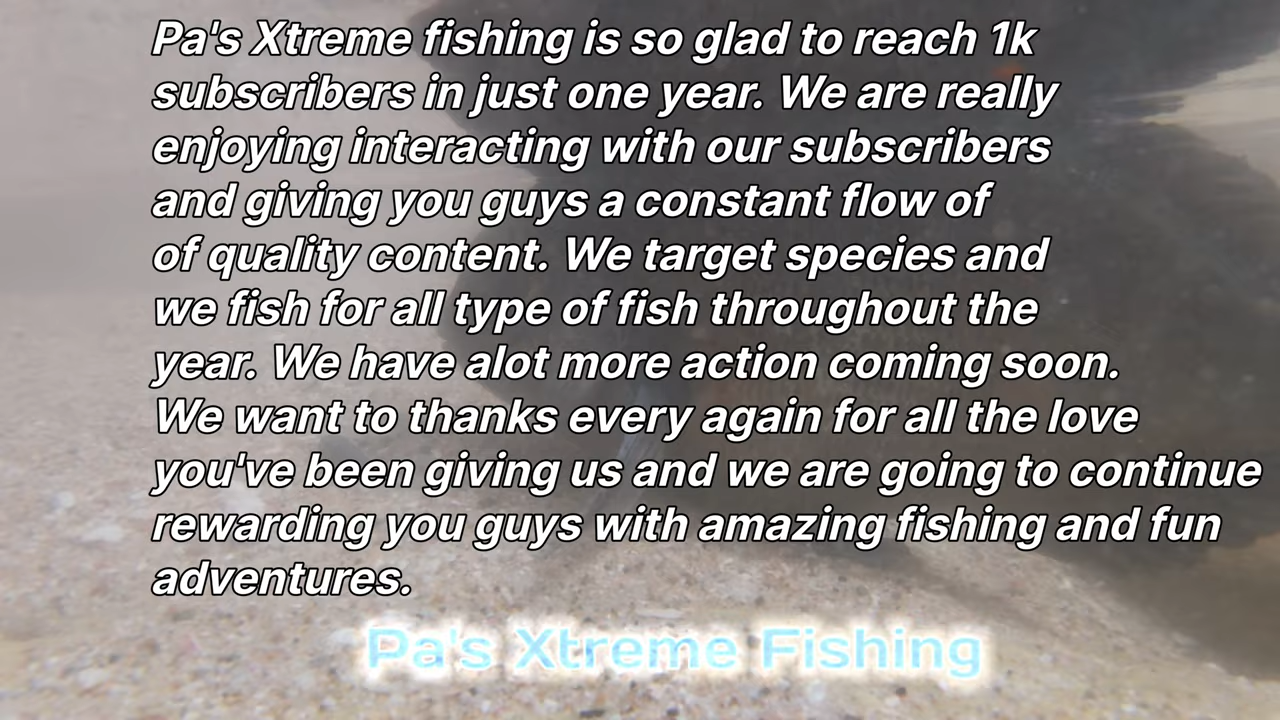 Pa's Xtreme fishing is so glad to reach 1k
subscribers in just one year. We are really
enjoying interacting with our subscribers
and giving you guys a constant flow of
of quality content. We target species and
we fish for all type of fish throughout the
year. We have alot more action coming soon.
We want to thanks every again for all the love
you've been giving us and we are going to continue
rewarding you guys with amazing fishing and fun
adventures.
Pa's Xtreme Fishing